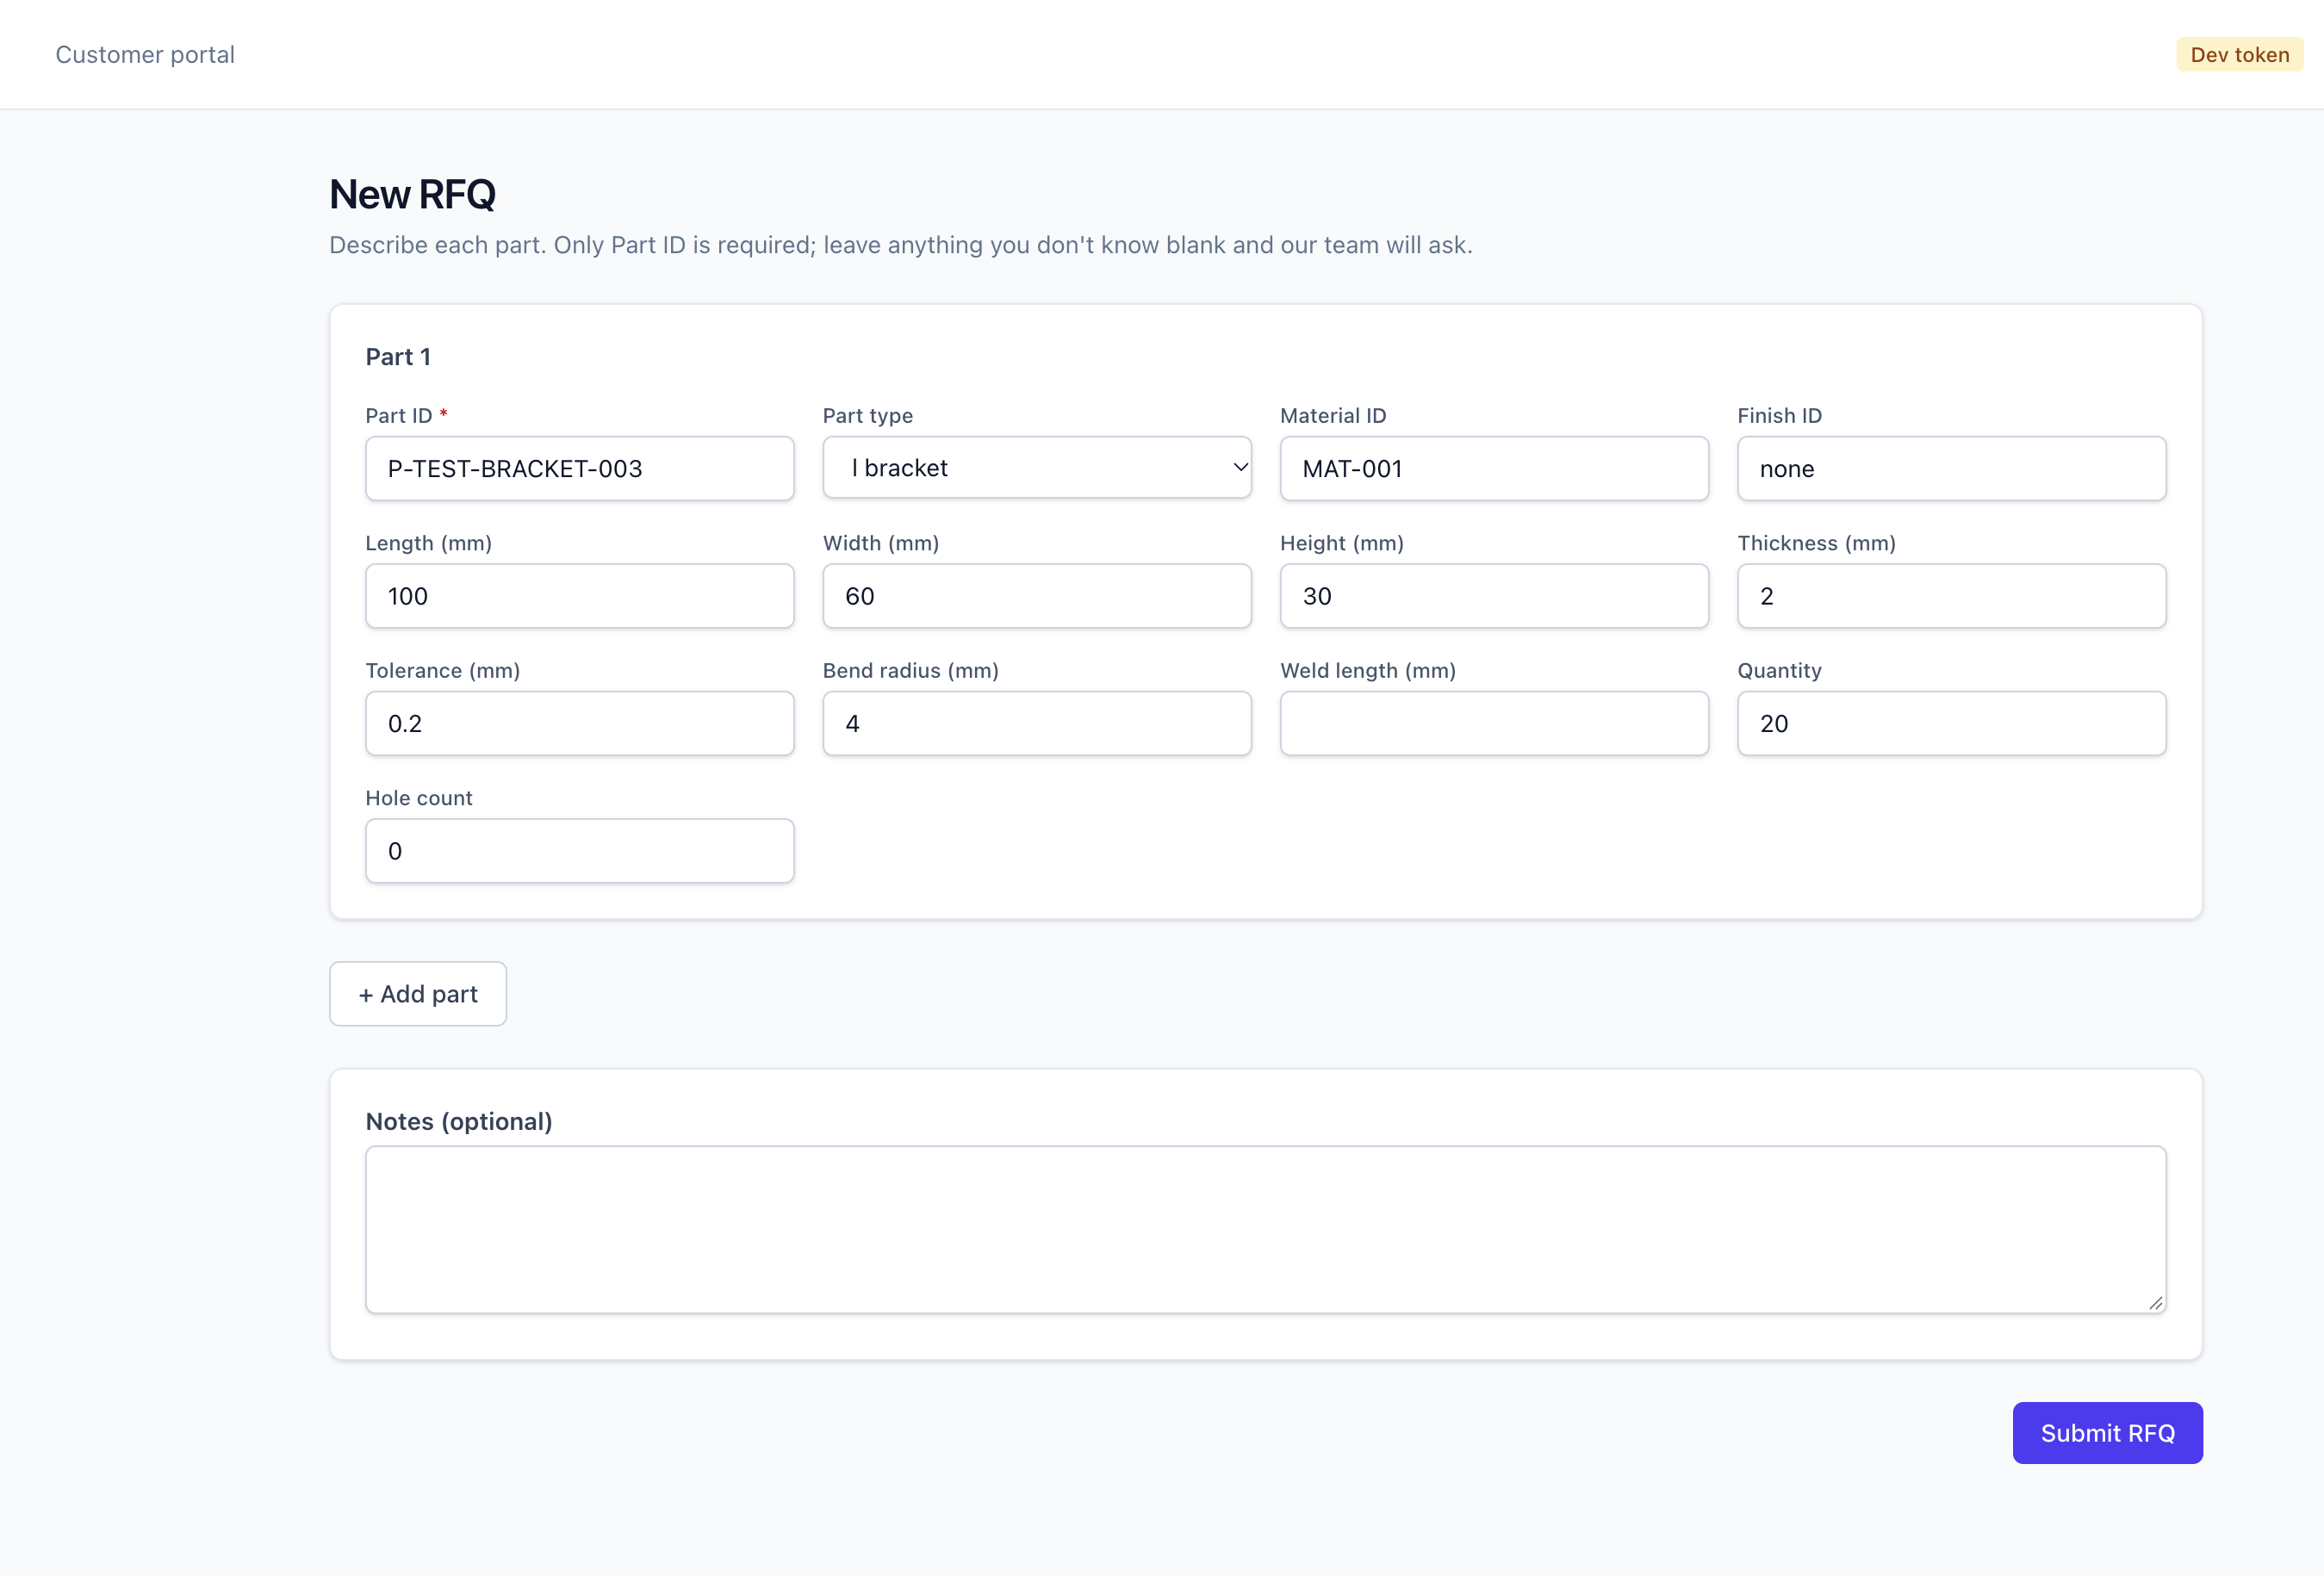 Customer portal
Dev token
New RFQ
Describe each part. Only Part ID is required; leave anything you don't know blank and our team will ask.
Part 1
Part ID *
Part type
Material ID
Finish ID
P-TEST-BRACKET-003
l bracket
MAT-001
none
Length (mm)
Width (mm)
Height (mm)
Thickness (mm)
100
60
30
2
Tolerance (mm)
Bend radius (mm)
Weld length (mm)
Quantity
0.2
4
20
Hole count
0
+ Add part
Notes (optional)
Submit RFQ